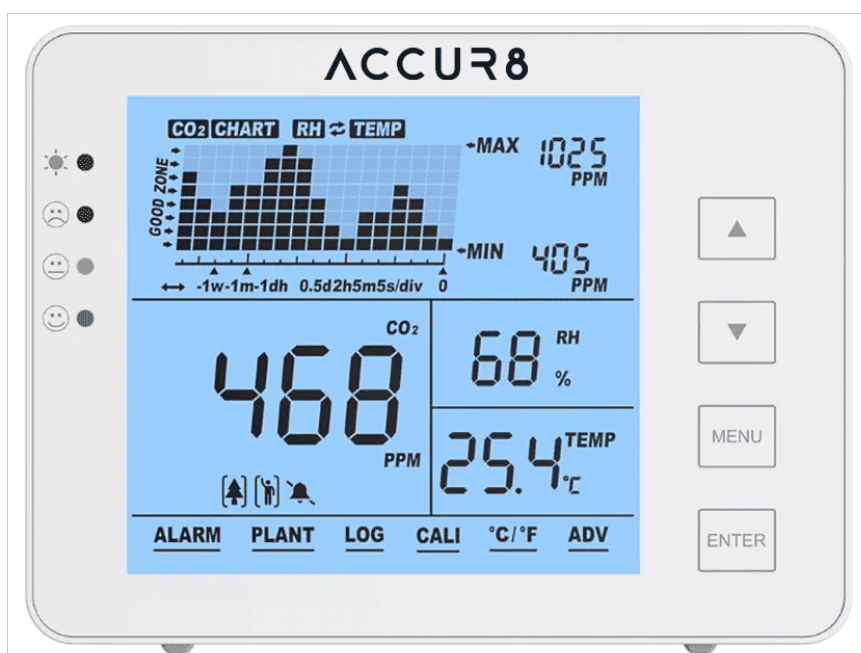 ACCUR8
CO2 CHART RH ⇄ TEMP
MAX 1025
PPM
GOOD ZONE
MIN 405
PPM
-1w-1m-1dh 0.5d2h5m5s/div 0
CO2
468
PPM
RH
68
%
TEMP
25.4
°C
ALARM PLANT LOG CALI °C/°F ADV
MENU
ENTER